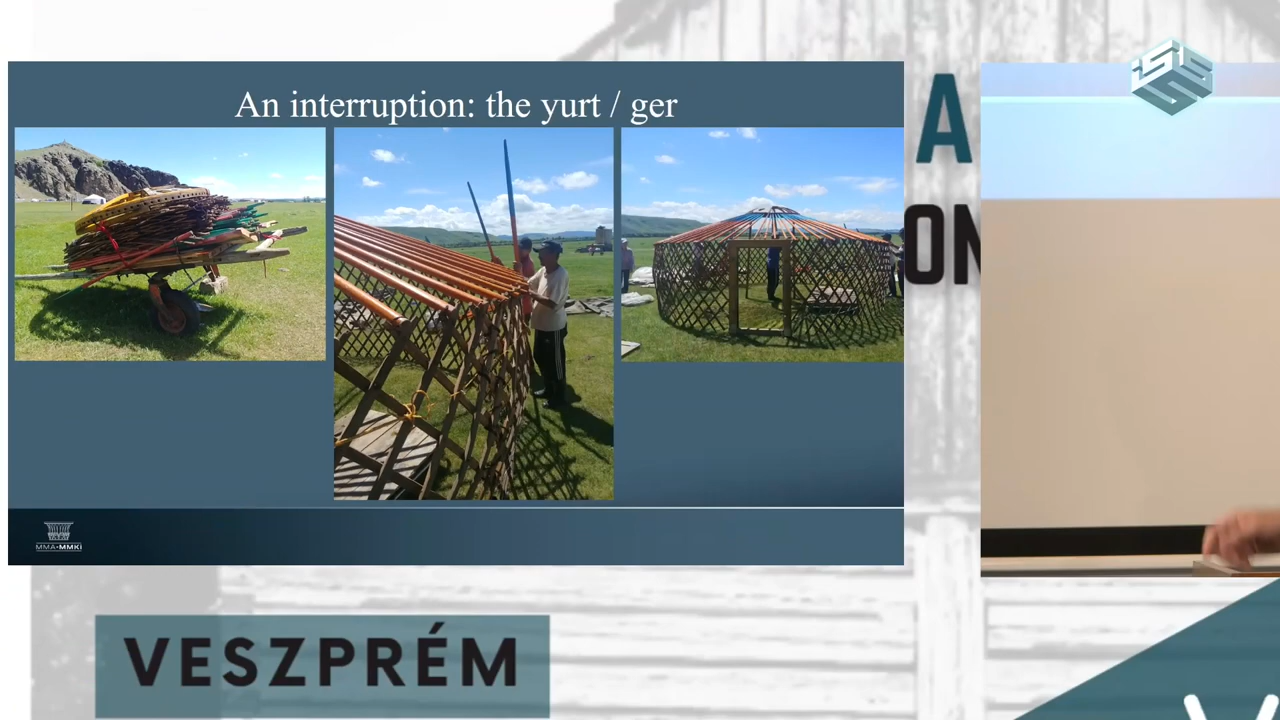 An interruption: the yurt / ger
A
ON
MMA-MMKI
VESZPRÉM